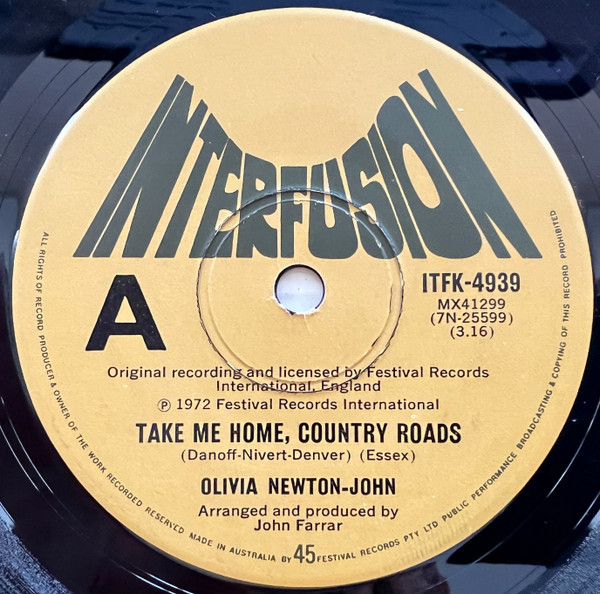 INTERFUSION
A
ITFK-4939
MX41299
(7N-25599)
(3.16)
Original recording and licensed by Festival Records
International, England
℗ 1972 Festival Records International
TAKE ME HOME, COUNTRY ROADS
(Danoff-Nivert-Denver) (Essex)
OLIVIA NEWTON-JOHN
Arranged and produced by
John Farrar
ALL RIGHTS OF RECORD PRODUCER & OWNER OF THE WORK RECORDED RESERVED MADE IN AUSTRALIA BY 45 FESTIVAL RECORDS PTY LTD PUBLIC PERFORMANCE BROADCASTING & COPYING OF THIS RECORD PROHIBITED